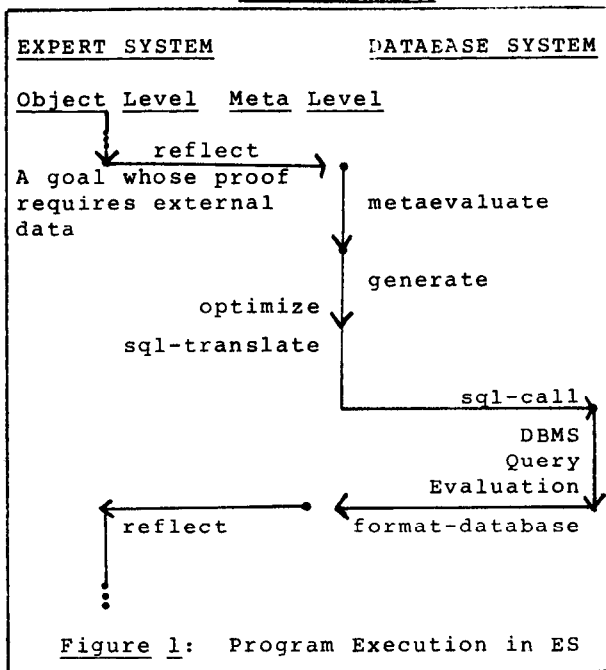 EXPERT SYSTEM DATABASE SYSTEM
Object Level Meta Level
reflect
A goal whose proof
requires external
data
metaevaluate
generate
optimize
sql-translate
sql-call
DBMS
Query
Evaluation
reflect format-database
Figure 1: Program Execution in ES